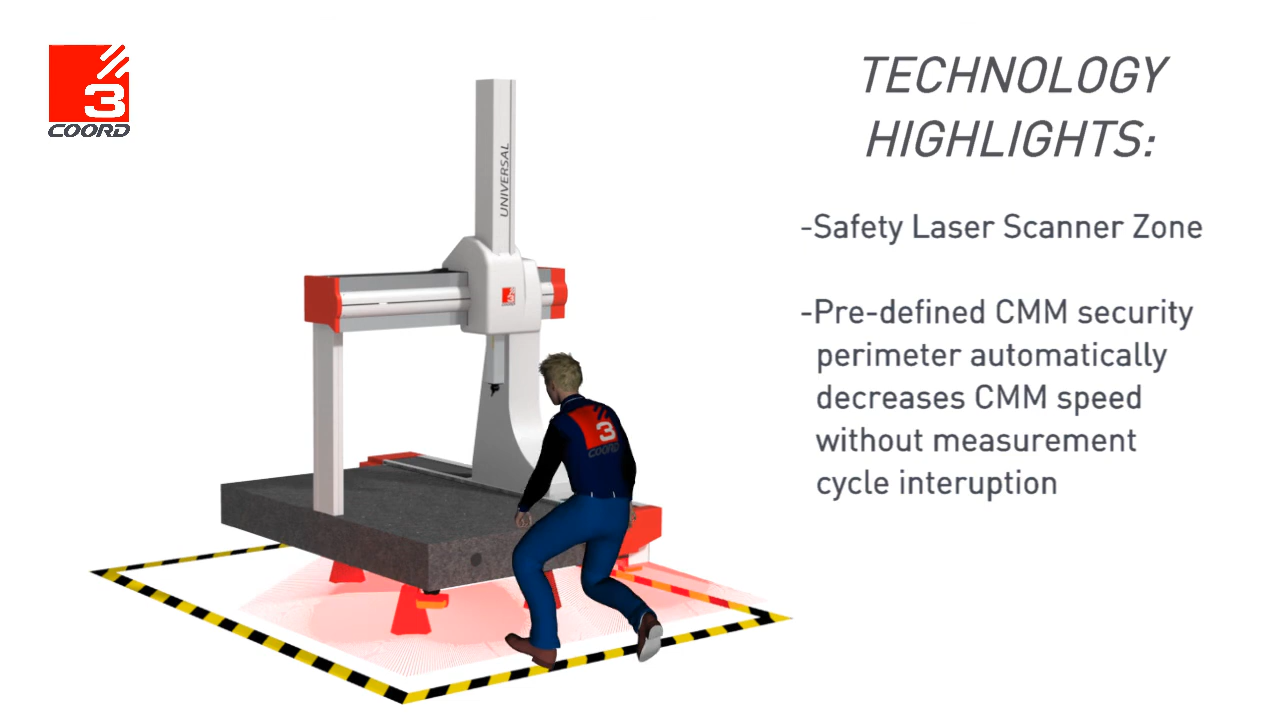 3
COORD
TECHNOLOGY
HIGHLIGHTS:
-Safety Laser Scanner Zone
-Pre-defined CMM security
perimeter automatically
decreases CMM speed
without measurement
cycle interuption
UNIVERSAL
3
3
COORD